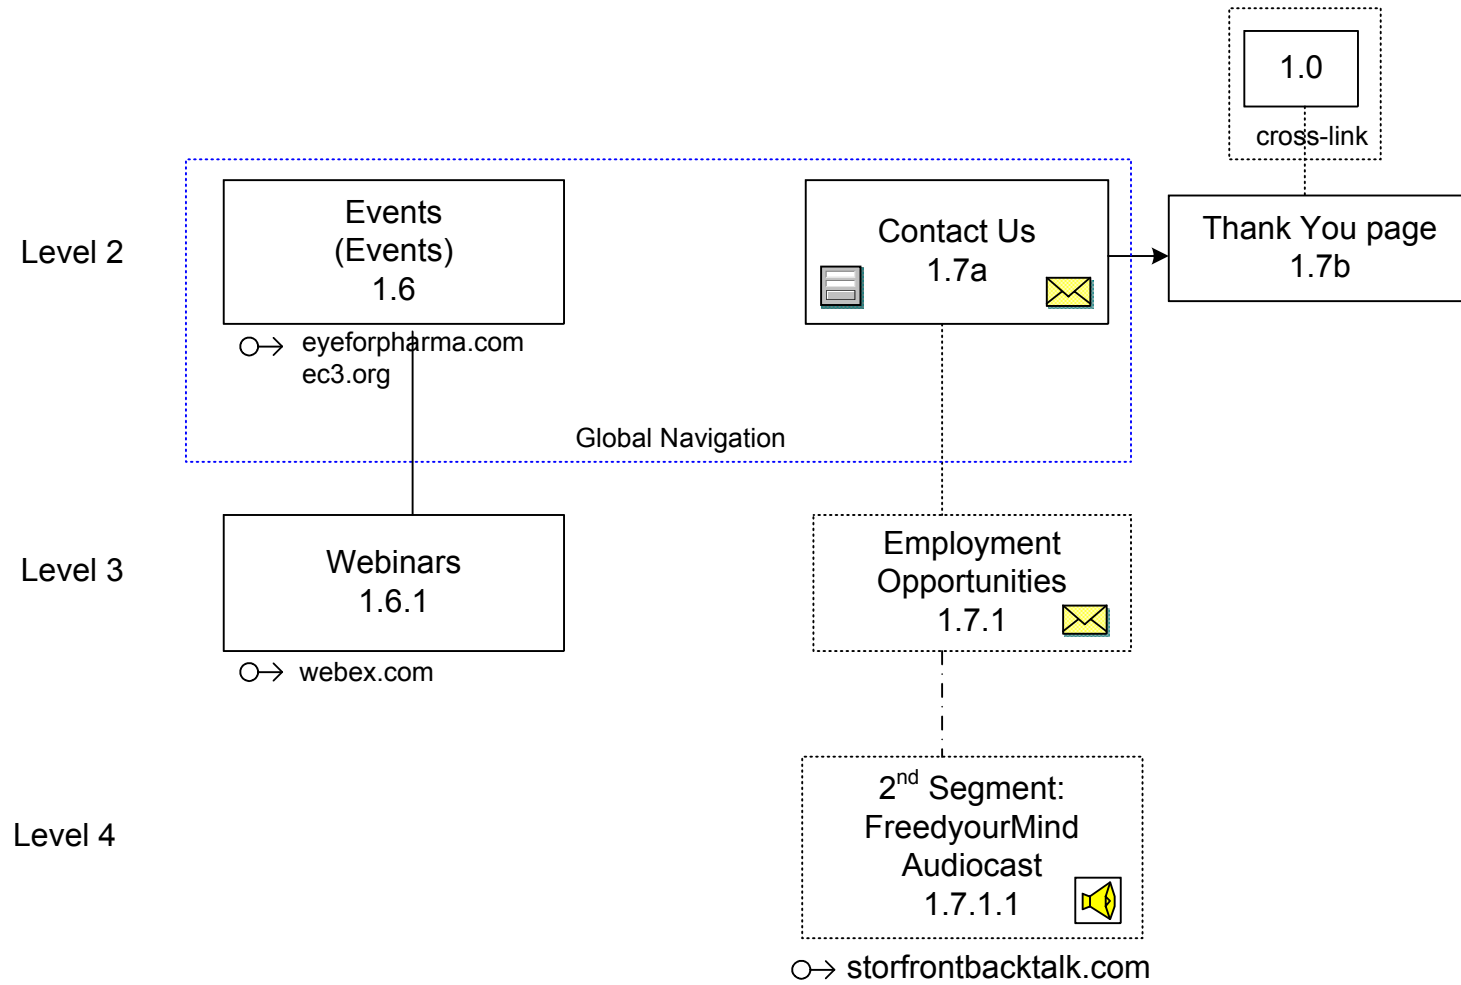 1.0
cross-link
Level 2
Events
(Events)
1.6
eyeforpharma.com
ec3.org
Contact Us
1.7a
Thank You page
1.7b
Global Navigation
Level 3
Webinars
1.6.1
webex.com
Employment
Opportunities
1.7.1
Level 4
2nd Segment:
FreedyourMind
Audiocast
1.7.1.1
storfrontbacktalk.com